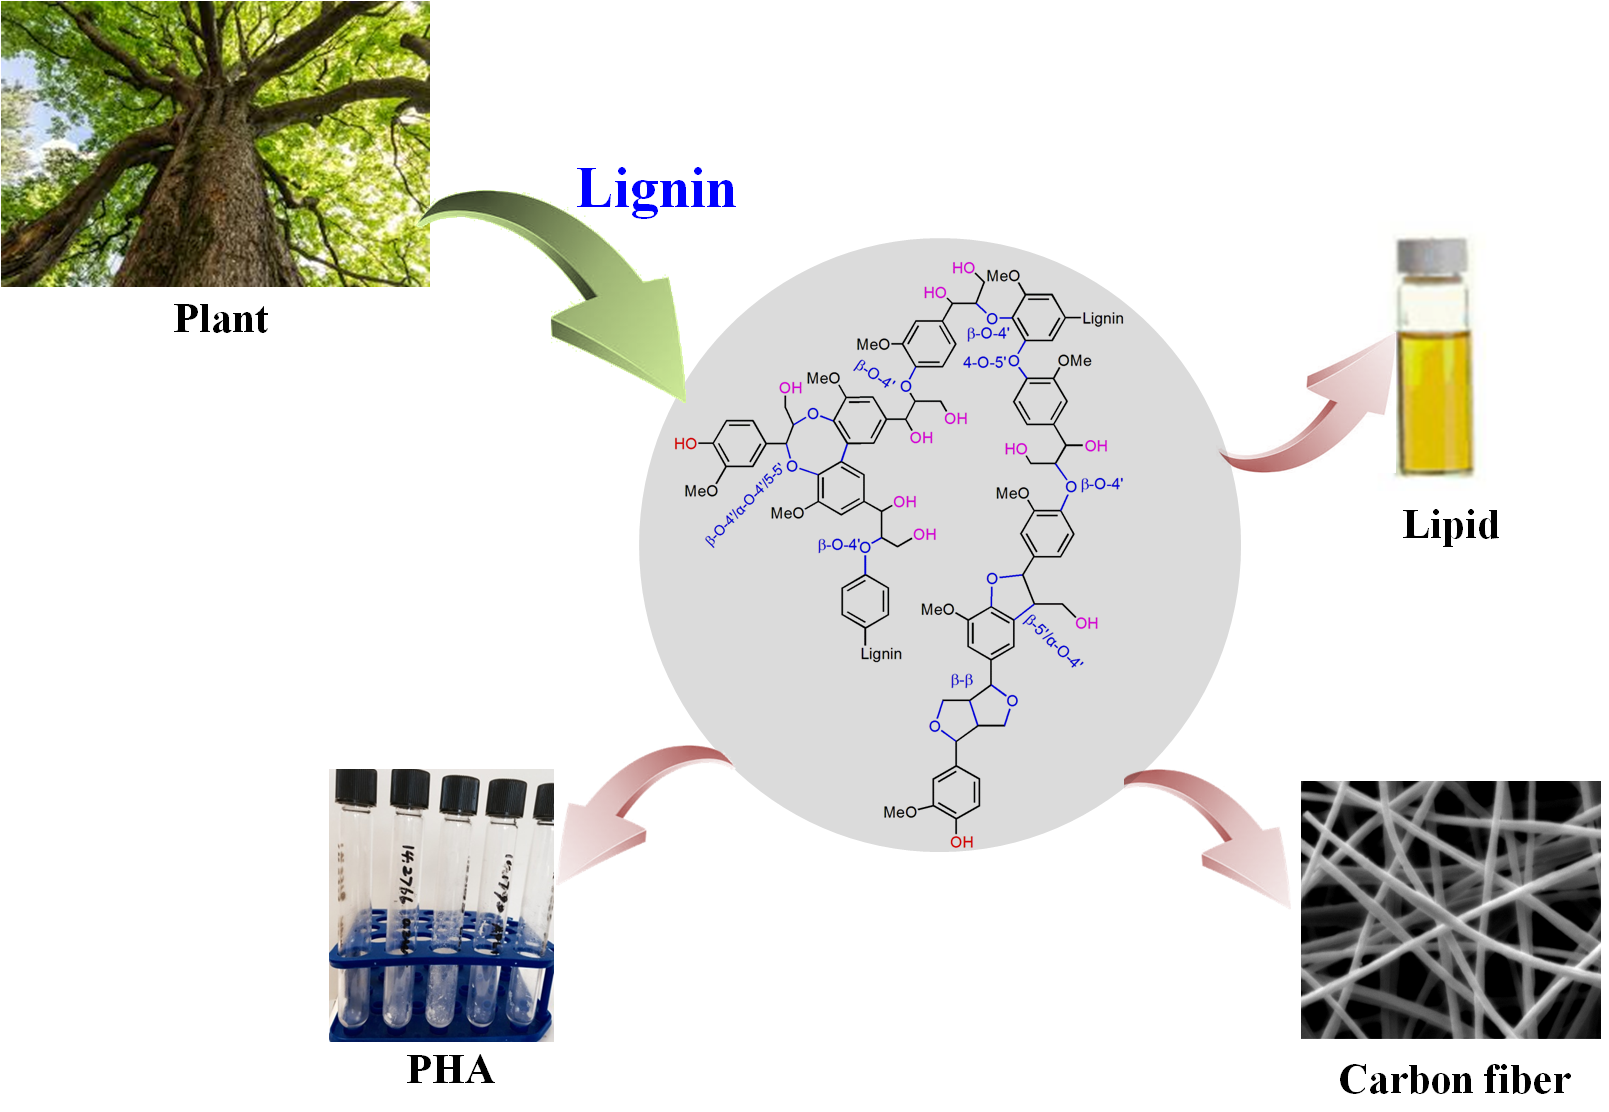 Lignin
Plant
HO
MeO
HO
O
β-O-4'
Lignin
MeO
β-O-4'
O
4-O-5'
O
OMe
MeO
OH
O
OH
OH
HO
O
β-O-4'/α-O-4'/5-5'
MeO
MeO
OH
OH
β-O-4'
O
Lignin
HO
OH
O
β-O-4'
MeO
O
MeO
OH
β-5'/α-O-4'
β-β
O
O
MeO
OH
Lipid
142766
PHA
Carbon fiber